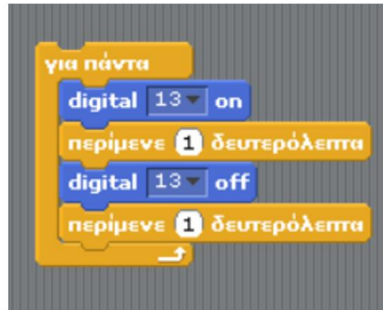 για πάντα
digital 13 on
περίμενε 1 δευτερόλεπτα
digital 13 off
περίμενε 1 δευτερόλεπτα